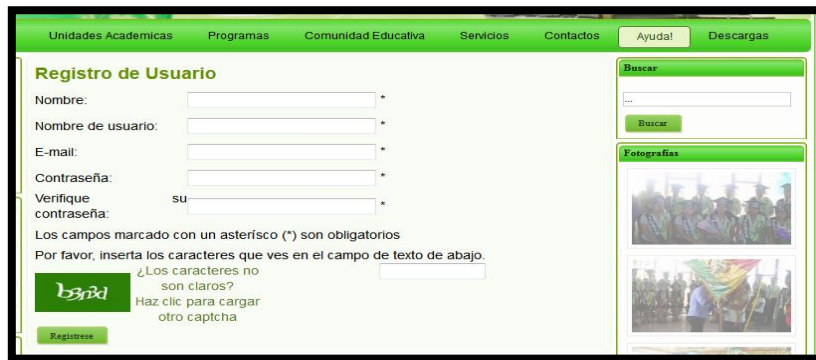 Unidades Academicas Programas Comunidad Educativa Servicios Contactos Ayuda! Descargas
Registro de Usuario
Nombre: *
Nombre de usuario: *
E-mail: *
Contraseña: *
Verifique su
contraseña: *
Los campos marcado con un asterísco (*) son obligatorios
Por favor, inserta los caracteres que ves en el campo de texto de abajo.
¿Los caracteres no
son claros?
Haz clic para cargar
otro captcha
Registrese
Buscar
...
Buscar
Fotografías